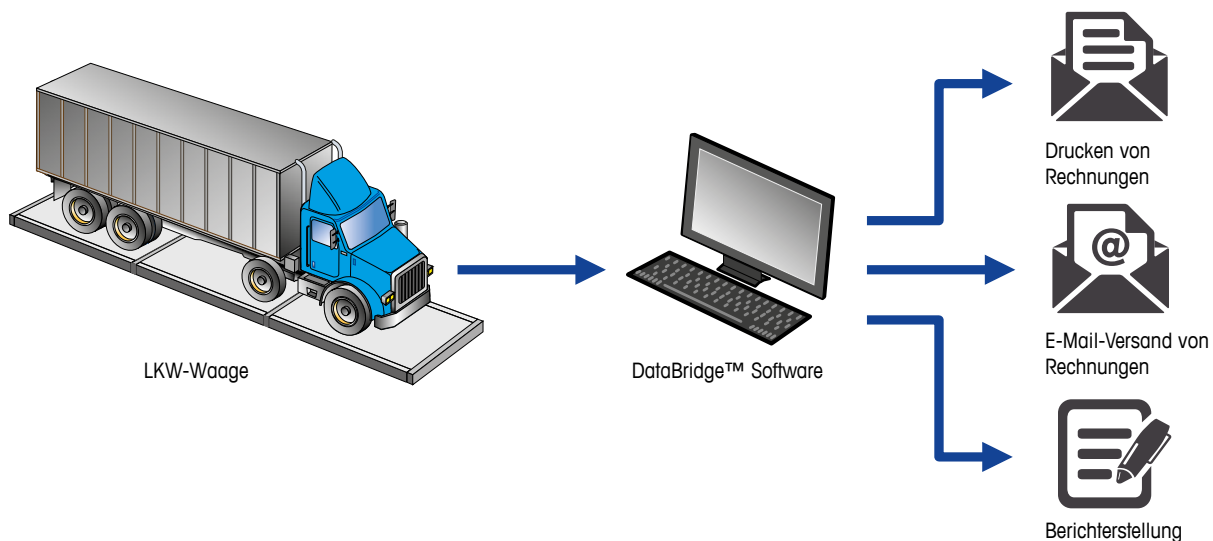 LKW-Waage
DataBridge™ Software
Drucken von
Rechnungen
@
E-Mail-Versand von
Rechnungen
Berichterstellung